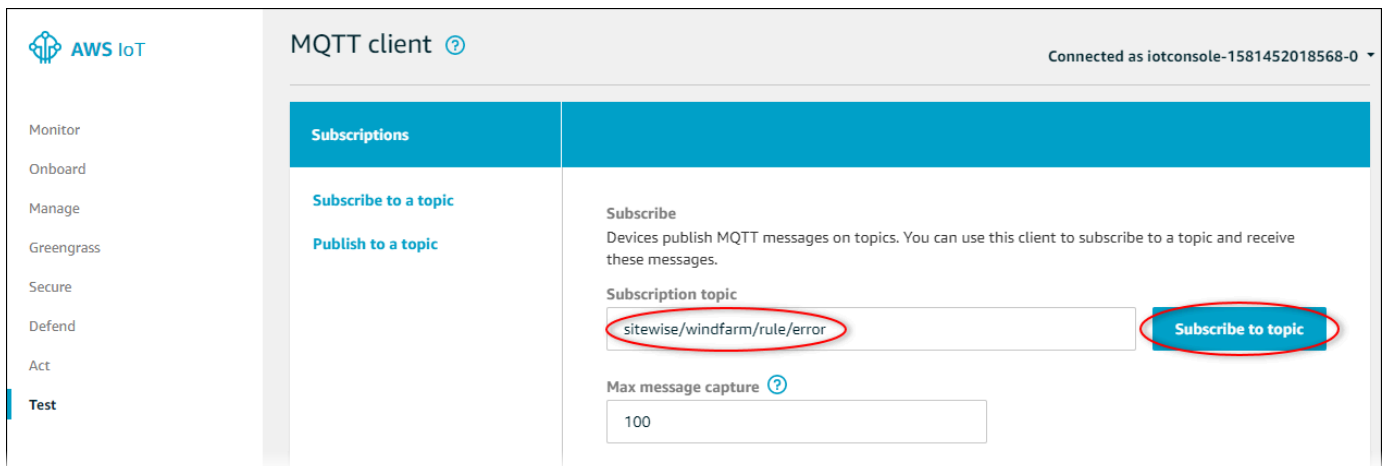 AWS IoT
MQTT client ?
Connected as iotconsole-1581452018568-0
Monitor
Onboard
Manage
Greengrass
Secure
Defend
Act
Test
Subscriptions
Subscribe to a topic
Publish to a topic
Subscribe
Devices publish MQTT messages on topics. You can use this client to subscribe to a topic and receive
these messages.
Subscription topic
sitewise/windfarm/rule/error
Subscribe to topic
Max message capture ?
100